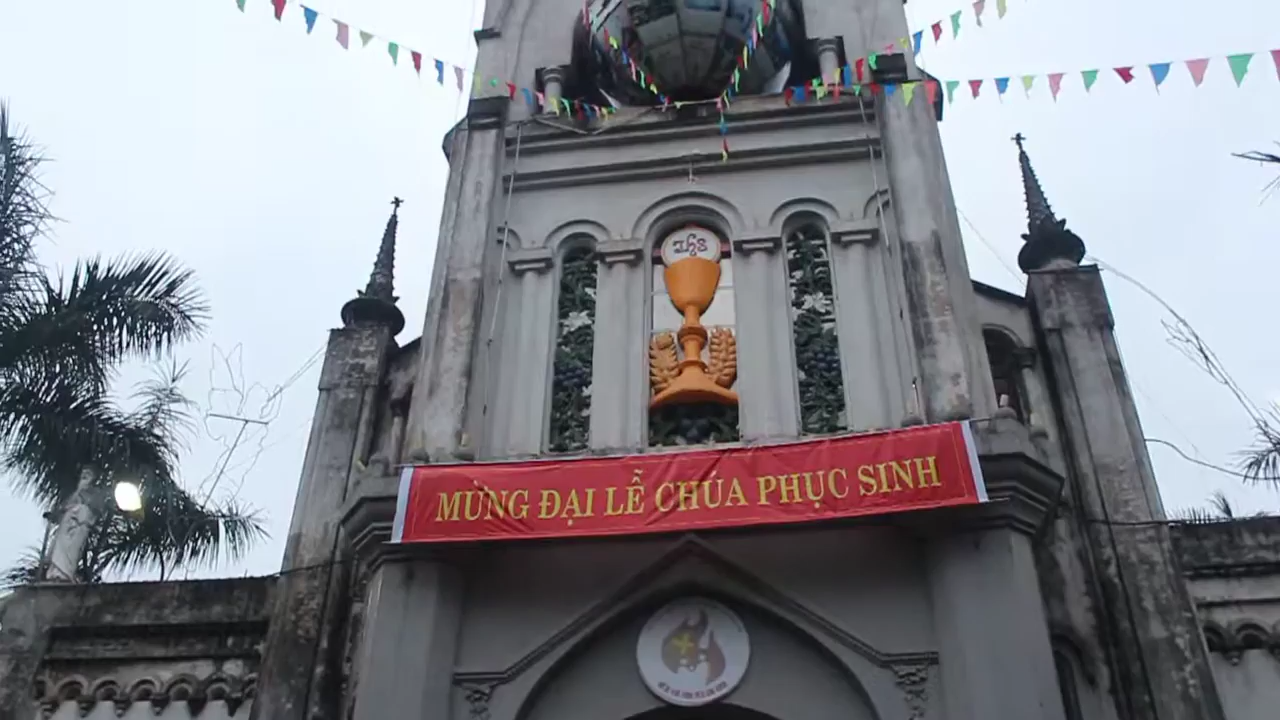 IHS
MỪNG ĐẠI LỄ CHÚA PHỤC SINH